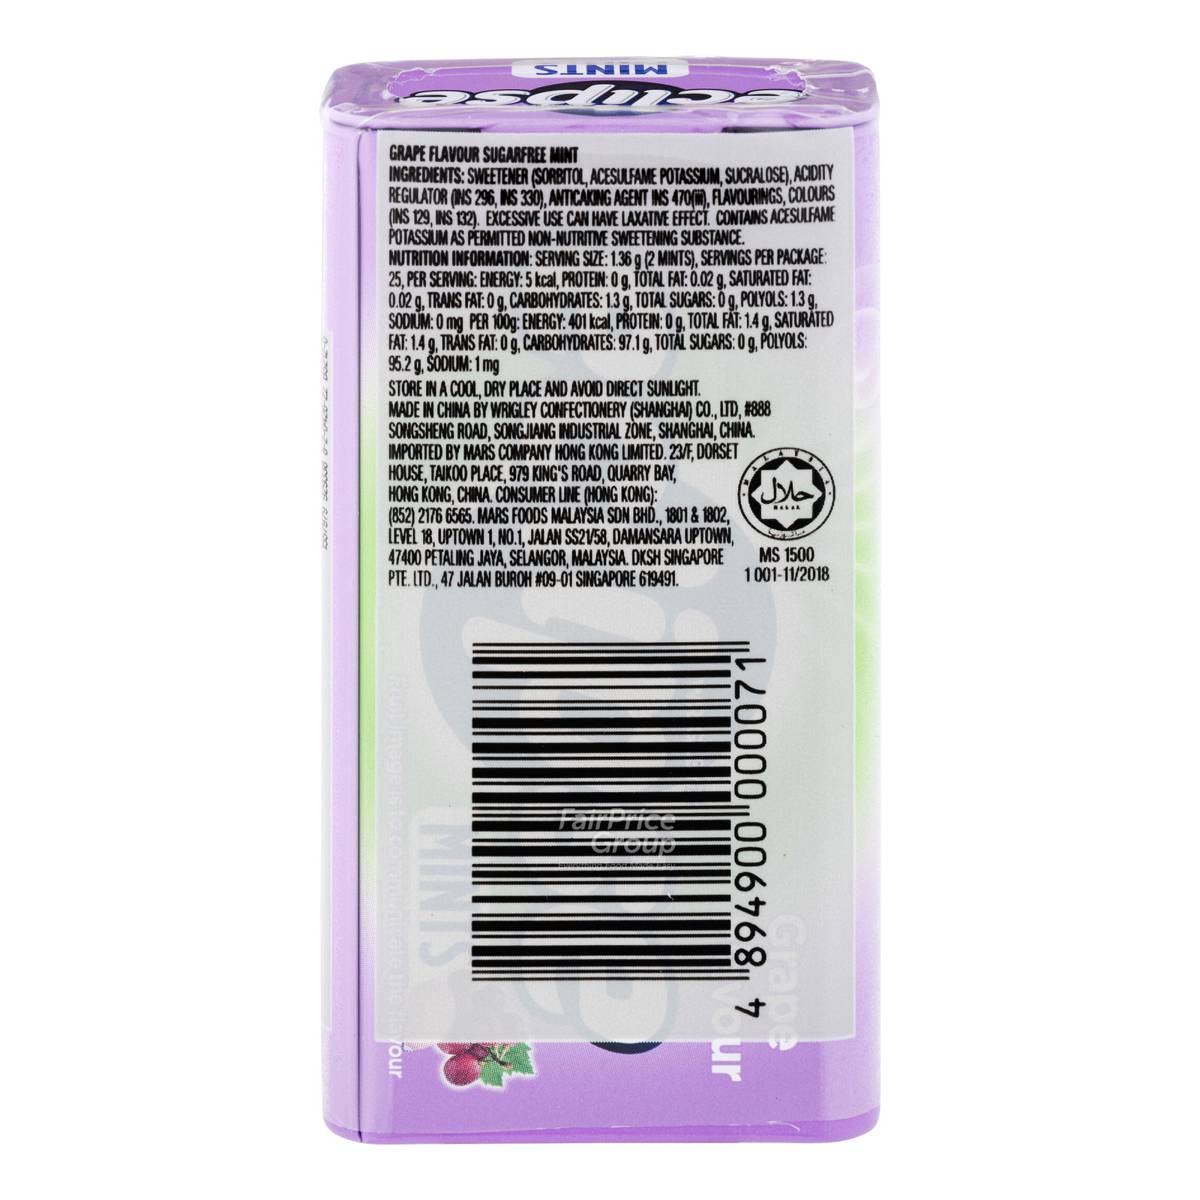 MINTS
eclipse
GRAPE FLAVOUR SUGARFREE MINT
INGREDIENTS: SWEETENER (SORBITOL, ACESULFAME POTASSIUM, SUCRALOSE), ACIDITY
REGULATOR (INS 296, INS 330), ANTICAKING AGENT INS 470(iii), FLAVOURINGS, COLOURS
(INS 129, INS 132). EXCESSIVE USE CAN HAVE LAXATIVE EFFECT. CONTAINS ACESULFAME
POTASSIUM AS PERMITTED NON-NUTRITIVE SWEETENING SUBSTANCE.
NUTRITION INFORMATION: SERVING SIZE: 1.36 g (2 MINTS), SERVINGS PER PACKAGE:
25, PER SERVING: ENERGY: 5 kcal, PROTEIN: 0 g, TOTAL FAT: 0.02 g, SATURATED FAT:
0.02 g, TRANS FAT: 0 g, CARBOHYDRATES: 1.3 g, TOTAL SUGARS: 0 g, POLYOLS: 1.3 g,
SODIUM: 0 mg PER 100g: ENERGY: 401 kcal, PROTEIN: 0 g, TOTAL FAT: 1.4 g, SATURATED
FAT: 1.4 g, TRANS FAT: 0 g, CARBOHYDRATES: 97.1 g, TOTAL SUGARS: 0 g, POLYOLS:
95.2 g, SODIUM: 1 mg
STORE IN A COOL, DRY PLACE AND AVOID DIRECT SUNLIGHT.
MADE IN CHINA BY WRIGLEY CONFECTIONERY (SHANGHAI) CO., LTD, #888
SONGSHENG ROAD, SONGJIANG INDUSTRIAL ZONE, SHANGHAI, CHINA.
IMPORTED BY MARS COMPANY HONG KONG LIMITED. 23/F, DORSET
HOUSE, TAIKOO PLACE, 979 KING'S ROAD, QUARRY BAY,
HONG KONG, CHINA. CONSUMER LINE (HONG KONG):
(852) 2176 6565. MARS FOODS MALAYSIA SDN BHD., 1801 & 1802,
LEVEL 18, UPTOWN 1, NO.1, JALAN SS21/58, DAMANSARA UPTOWN,
47400 PETALING JAYA, SELANGOR, MALAYSIA. DKSH SINGAPORE
PTE. LTD., 47 JALAN BUROH #09-01 SINGAPORE 619491.
MALAYSIA
حلال
HALAL
MS 1500
1 001-11/2018
4 894900 000071
FairPrice
Group
MINTS
Grape
Fruit image is to communicate the flavour